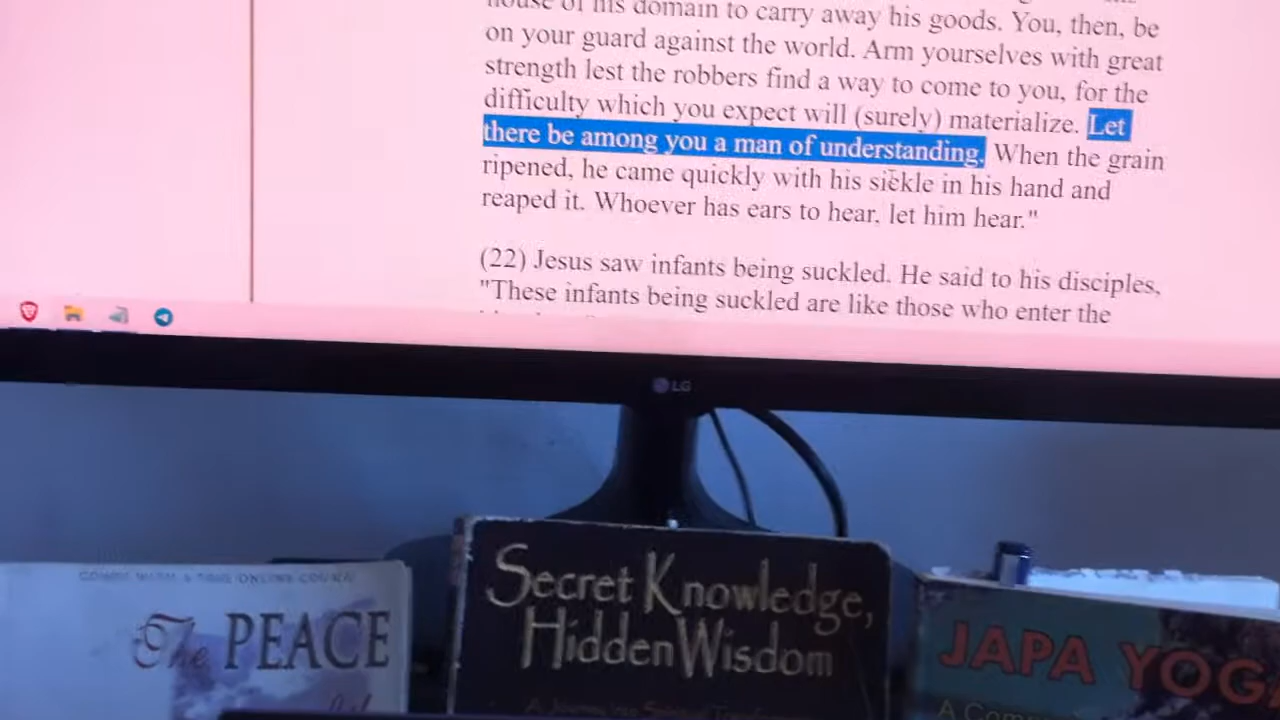 house of his domain to carry away his goods. You, then, be
on your guard against the world. Arm yourselves with great
strength lest the robbers find a way to come to you, for the
difficulty which you expect will (surely) materialize. Let
there be among you a man of understanding. When the grain
ripened, he came quickly with his sickle in his hand and
reaped it. Whoever has ears to hear, let him hear."
(22) Jesus saw infants being suckled. He said to his disciples,
"These infants being suckled are like those who enter the
LG
The PEACE
Secret Knowledge,
Hidden Wisdom
JAPA YOGA